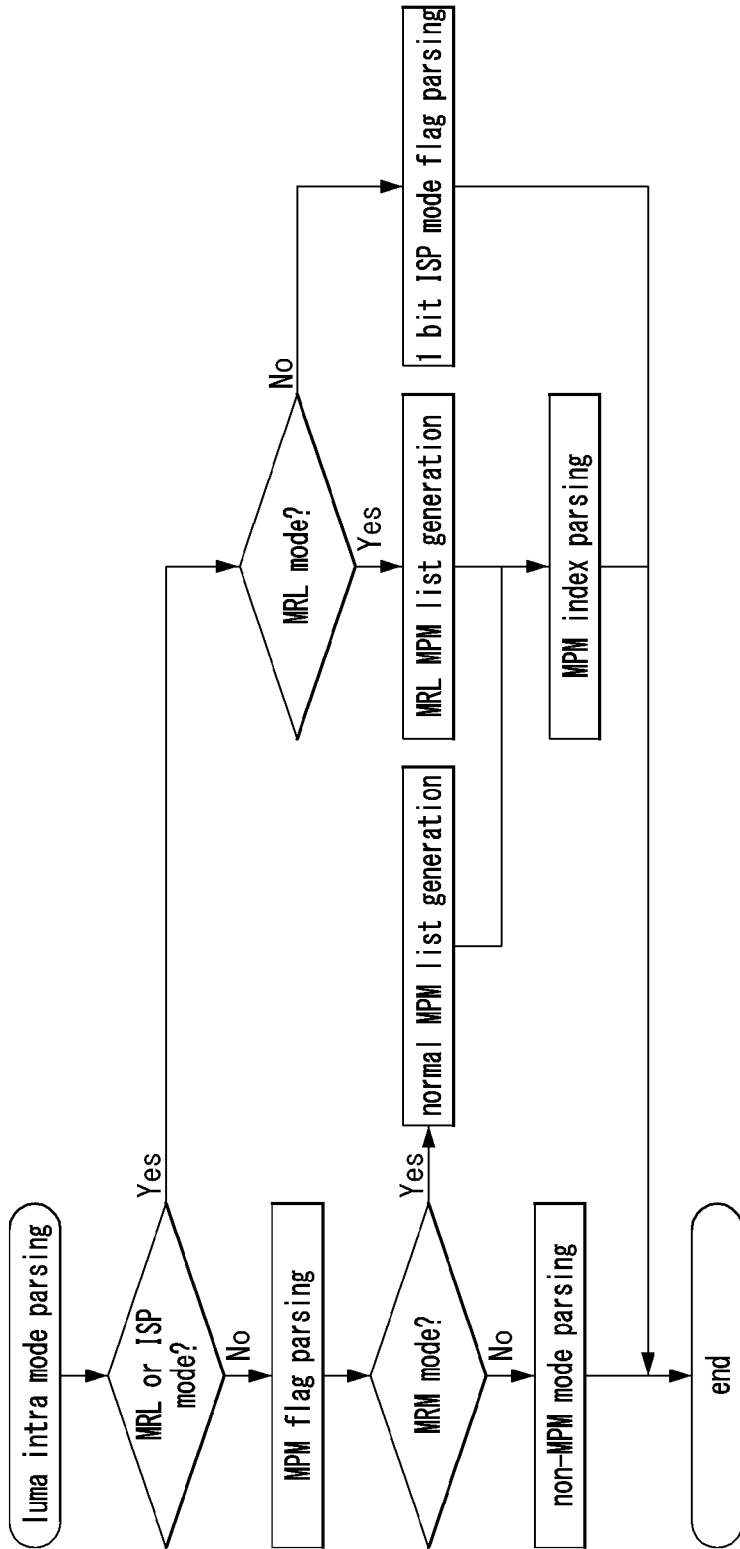 luma intra mode parsing
MRL or ISP
mode?
Yes
No
MPM flag parsing
MRM mode?
Yes
No
non-MPM mode parsing
end
normal MPM list generation
MRL mode?
No
Yes
MRL MPM list generation
MPM index parsing
1 bit ISP mode flag parsing